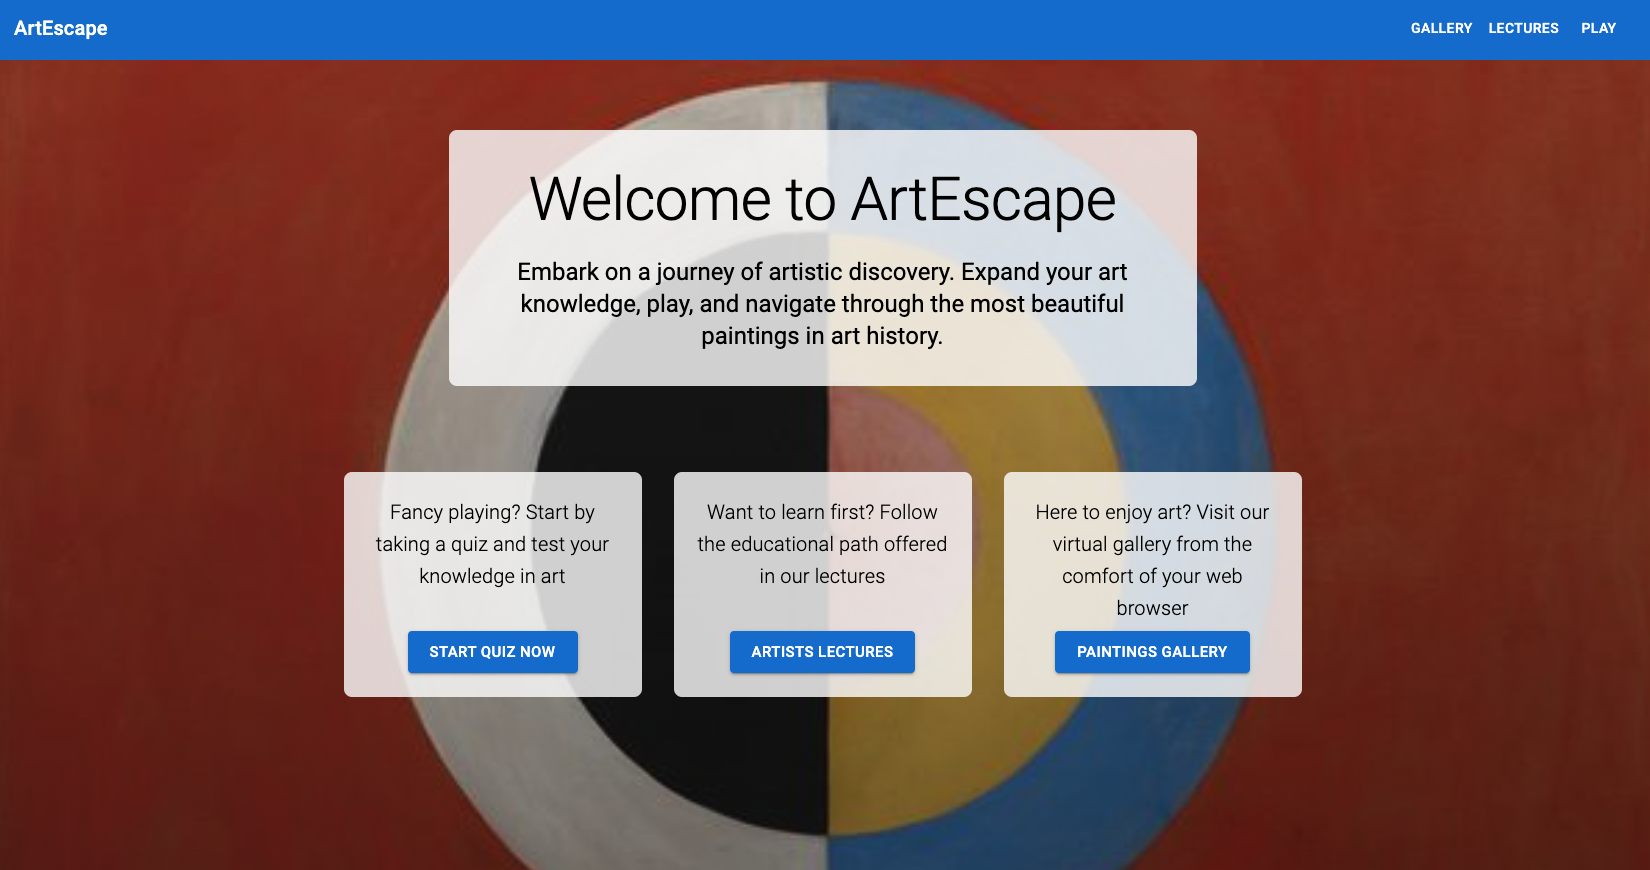 ArtEscape
GALLERY LECTURES PLAY
Welcome to ArtEscape
Embark on a journey of artistic discovery. Expand your art
knowledge, play, and navigate through the most beautiful
paintings in art history.
Fancy playing? Start by
taking a quiz and test your
knowledge in art
START QUIZ NOW
Want to learn first? Follow
the educational path offered
in our lectures
ARTISTS LECTURES
Here to enjoy art? Visit our
virtual gallery from the
comfort of your web
browser
PAINTINGS GALLERY